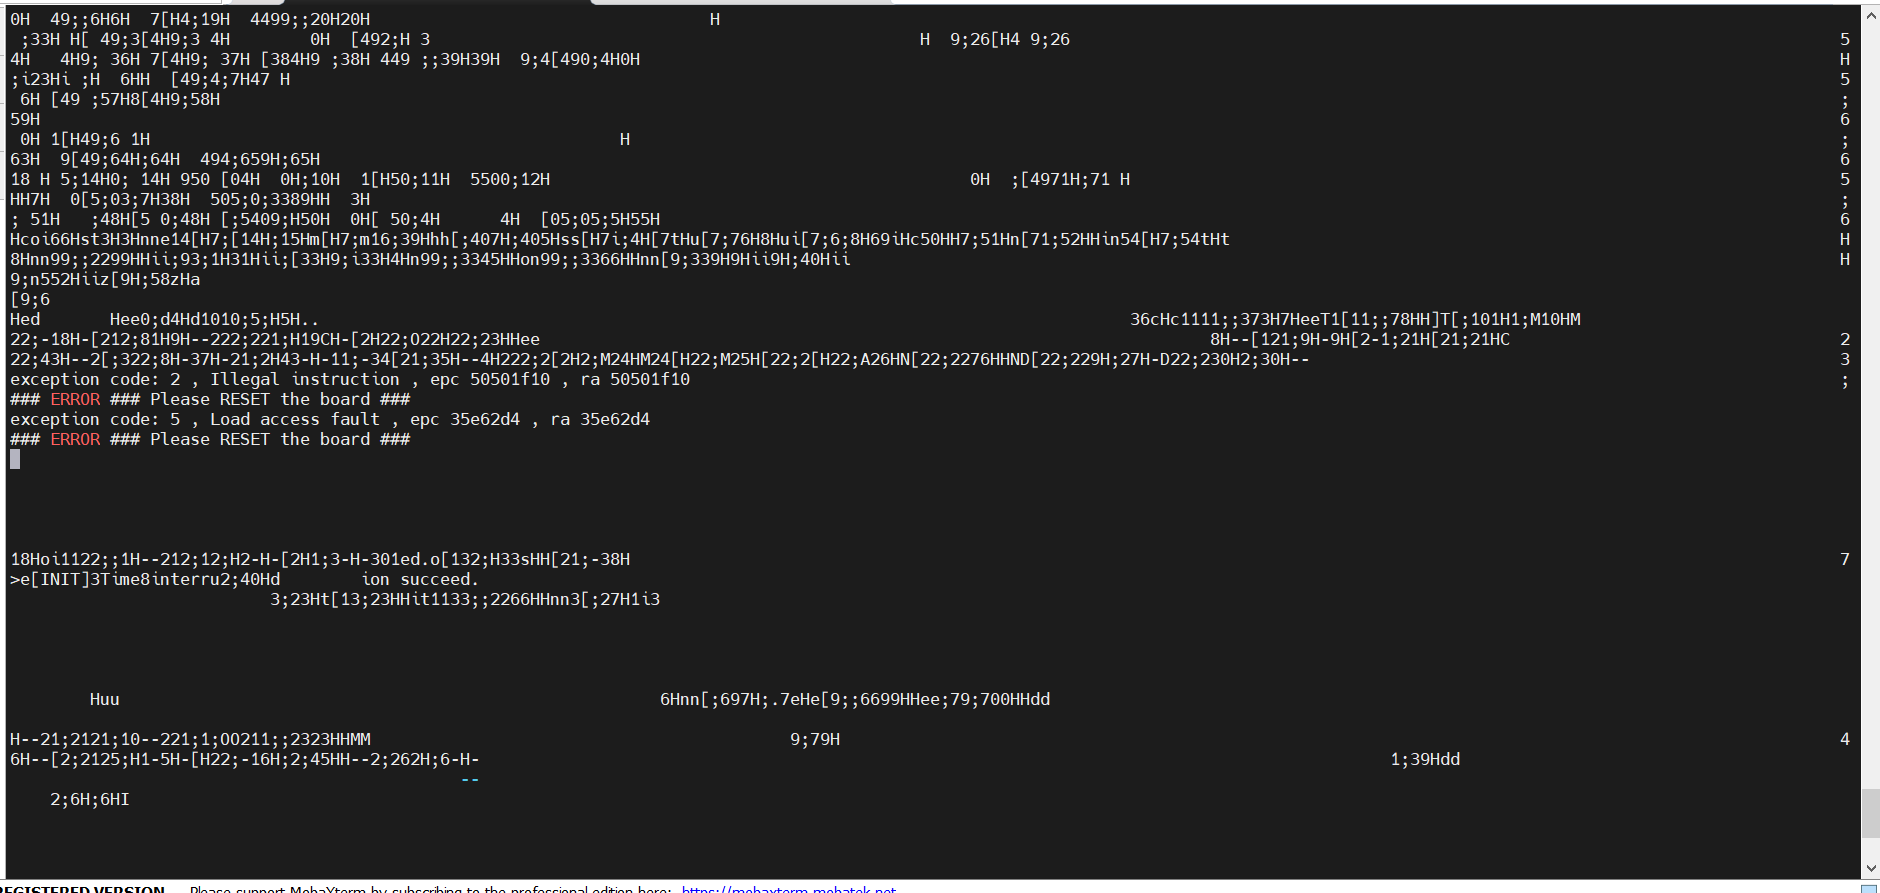 0H  49;;6H6H  7[H4;19H  4499;;20H20H                                  H
 ;33H H[ 49;3[4H9;3 4H        0H  [492;H 3                                                 H  9;26[H4 9;26 5
4H   4H9; 36H 7[4H9; 37H [384H9 ;38H 449 ;;39H39H  9;4[490;4H0H H
;i23Hi ;H  6HH  [49;4;7H47 H 5
 6H [49 ;57H8[4H9;58H ;
59H 6
 0H 1[H49;6 1H                                               H ;
63H  9[49;64H;64H  494;659H;65H 6
18 H 5;14H0; 14H 950 [04H  0H;10H  1[H50;11H  5500;12H                                          0H  ;[4971H;71 H 5
HH7H  0[5;03;7H38H  505;0;3389HH  3H ;
; 51H   ;48H[5 0;48H [;5409;H50H  0H[ 50;4H      4H  [05;05;5H55H 6
Hcoi66Hst3H3Hnne14[H7;[14H;15Hm[H7;m16;39Hhh[;407H;405Hss[H7i;4H[7tHu[7;76H8Hui[7;6;8H69iHc50HH7;51Hn[71;52HHin54[H7;54tHt H
8Hnn99;;2299HHii;93;1H31Hii;[33H9;i33H4Hn99;;3345HHon99;;3366HHnn[9;339H9Hii9H;40Hii H
9;n552Hiiz[9H;58zHa
[9;6
Hed       Hee0;d4Hd1010;5;H5H..                                                                                 36cHc1111;;373H7HeeT1[11;;78HH]T[;101H1;M10HM
22;-18H-[212;81H9H--222;221;H19CH-[2H22;O22H22;23HHee                                                                   8H--[121;9H-9H[2-1;21H[21;21HC 2
22;43H--2[;322;8H-37H-21;2H43-H-11;-34[21;35H--4H222;2[2H2;M24HM24[H22;M25H[22;2[H22;A26HN[22;2276HHND[22;229H;27H-D22;230H2;30H-- 3
exception code: 2 , Illegal instruction , epc 50501f10 , ra 50501f10 ;
### ERROR ### Please RESET the board ###
exception code: 5 , Load access fault , epc 35e62d4 , ra 35e62d4
### ERROR ### Please RESET the board ###
18Hoi1122;;1H--212;12;H2-H-[2H1;3-H-301ed.o[132;H33sHH[21;-38H 7
>e[INIT]3Time8interru2;40Hd        ion succeed.
3;23Ht[13;23HHit1133;;2266HHnn3[;27H1i3
Huu                                                      6Hnn[;697H;.7eHe[9;;6699HHee;79;700HHdd
H--21;2121;10--221;1;OO211;;2323HHMM                                          9;79H 4
6H--[2;2125;H1-5H-[H22;-16H;2;45HH--2;262H;6-H-                                                                                           1;39Hdd
--
2;6H;6HI
REGISTERED VERSION - Please support MobaXterm by subscribing to the professional edition here: https://mobaxterm.mobatek.net